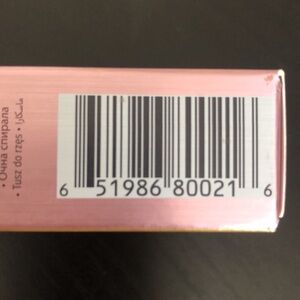 • Очна спирала
• Tusz do rzęs • ماسكارا
6 51986 80021 6